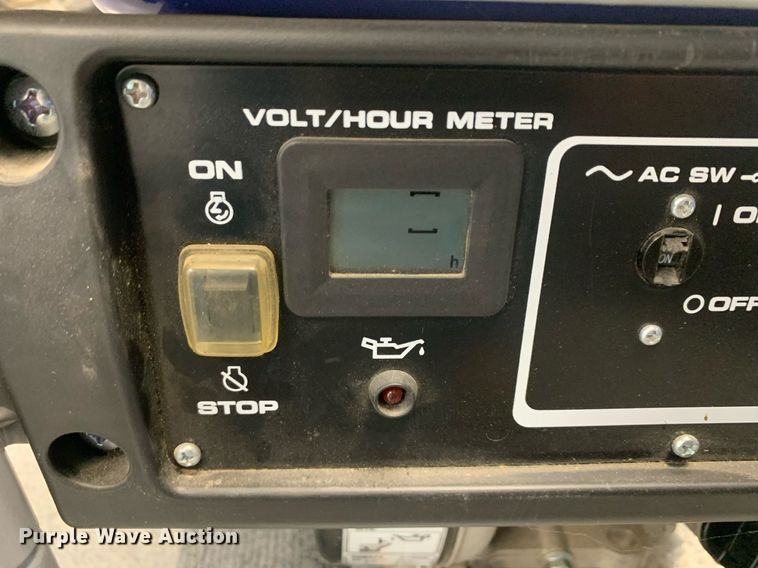 VOLT/HOUR METER
ON
h
STOP
AC SW
ON
OFF
Purple Wave Auction